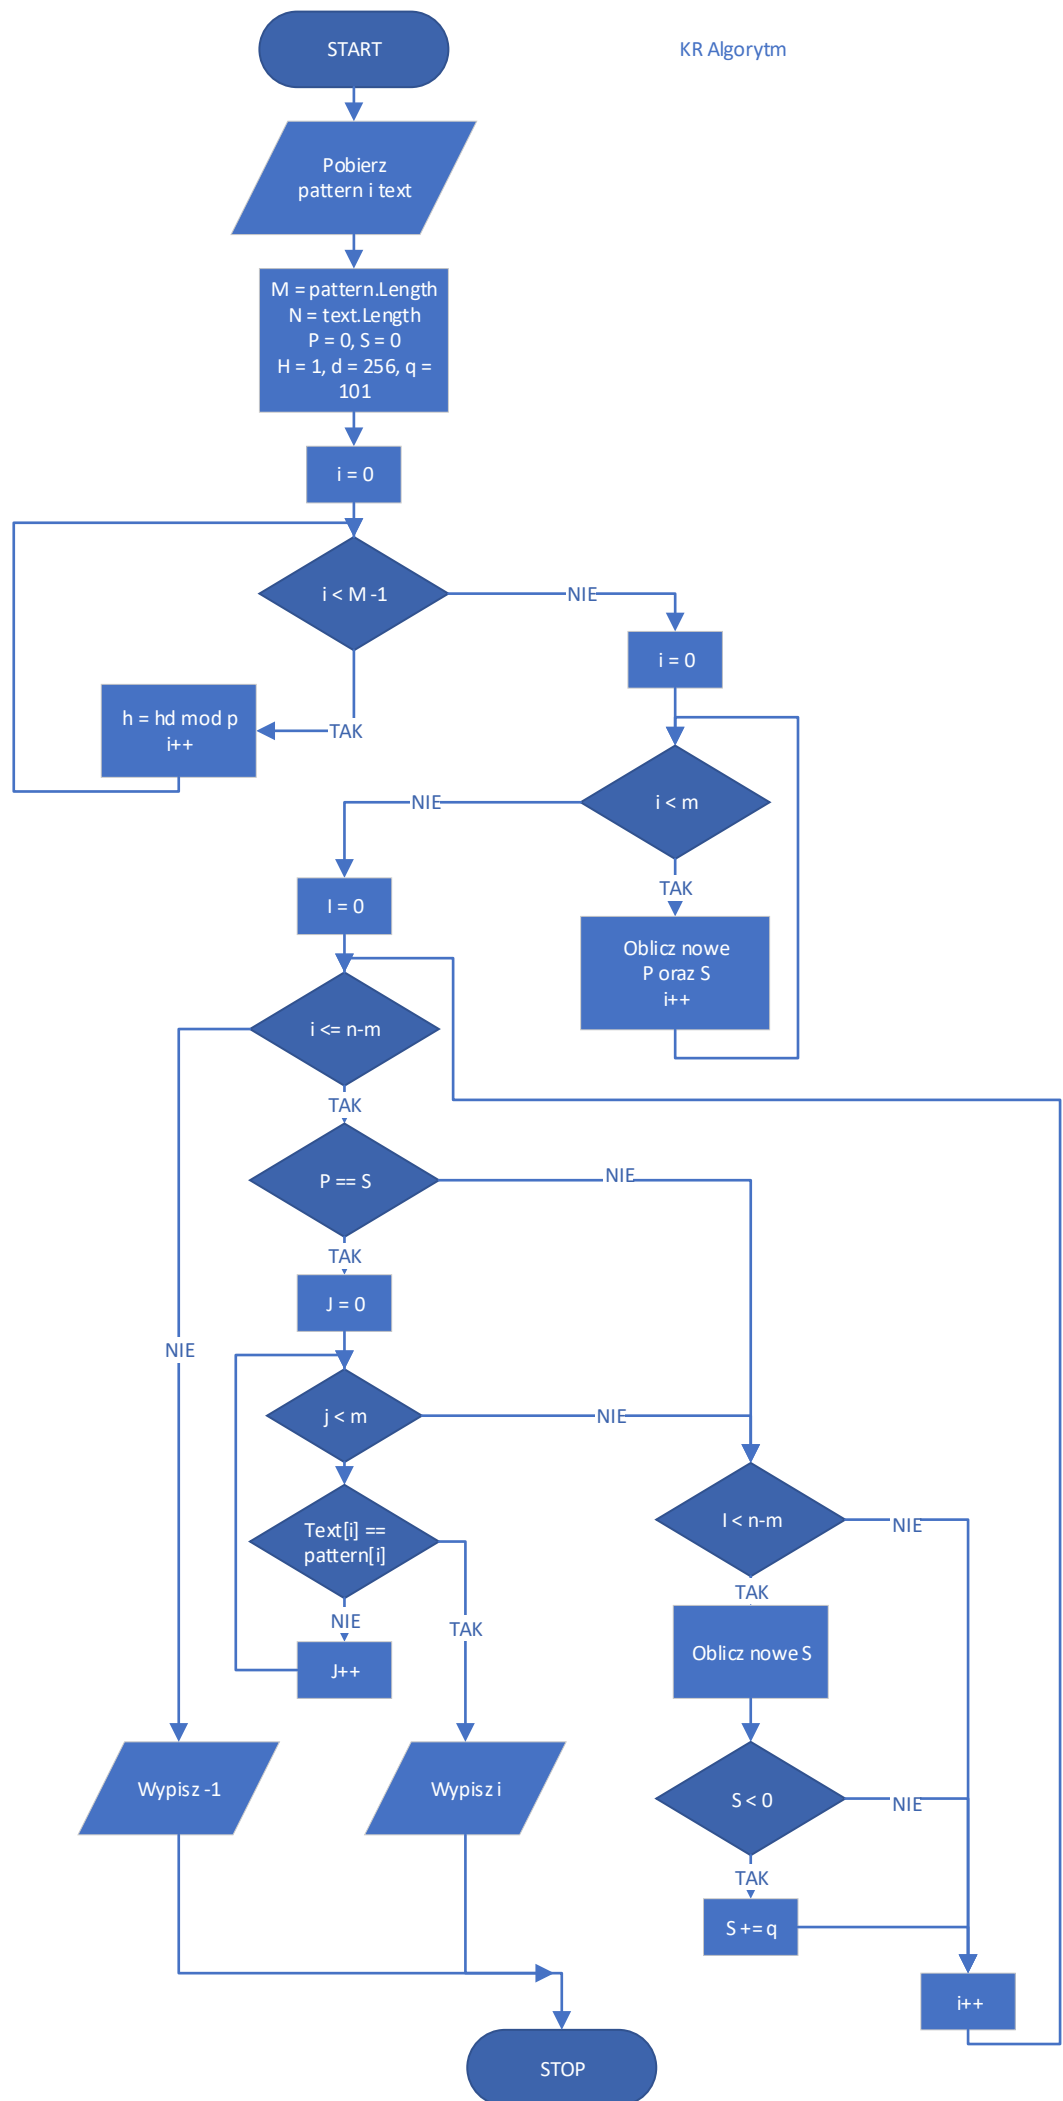 START
KR Algorytm
Pobierz
pattern i text
M = pattern.Length
N = text.Length
P = 0, S = 0
H = 1, d = 256, q =
101
i = 0
i < M -1
NIE
i = 0
h = hd mod p
i++
TAK
i < m
NIE
TAK
I = 0
Oblicz nowe
P oraz S
i++
i <= n-m
TAK
P == S
NIE
TAK
J = 0
NIE
j < m
NIE
Text[i] ==
pattern[i]
I < n-m
NIE
TAK
NIE
TAK
J++
Oblicz nowe S
Wypisz -1
Wypisz i
S < 0
NIE
TAK
S += q
i++
STOP